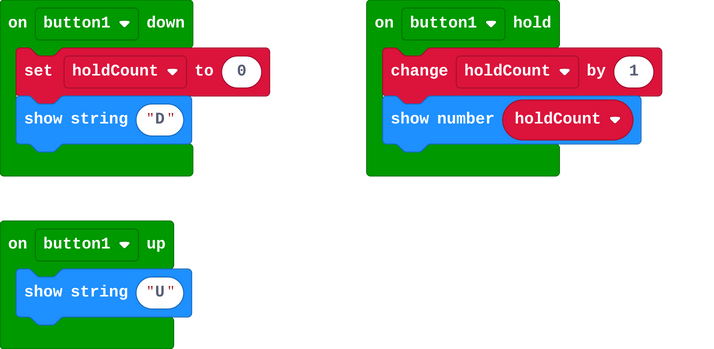 on button1 down
set holdCount to 0
show string "D"
on button1 hold
change holdCount by 1
show number holdCount
on button1 up
show string "U"